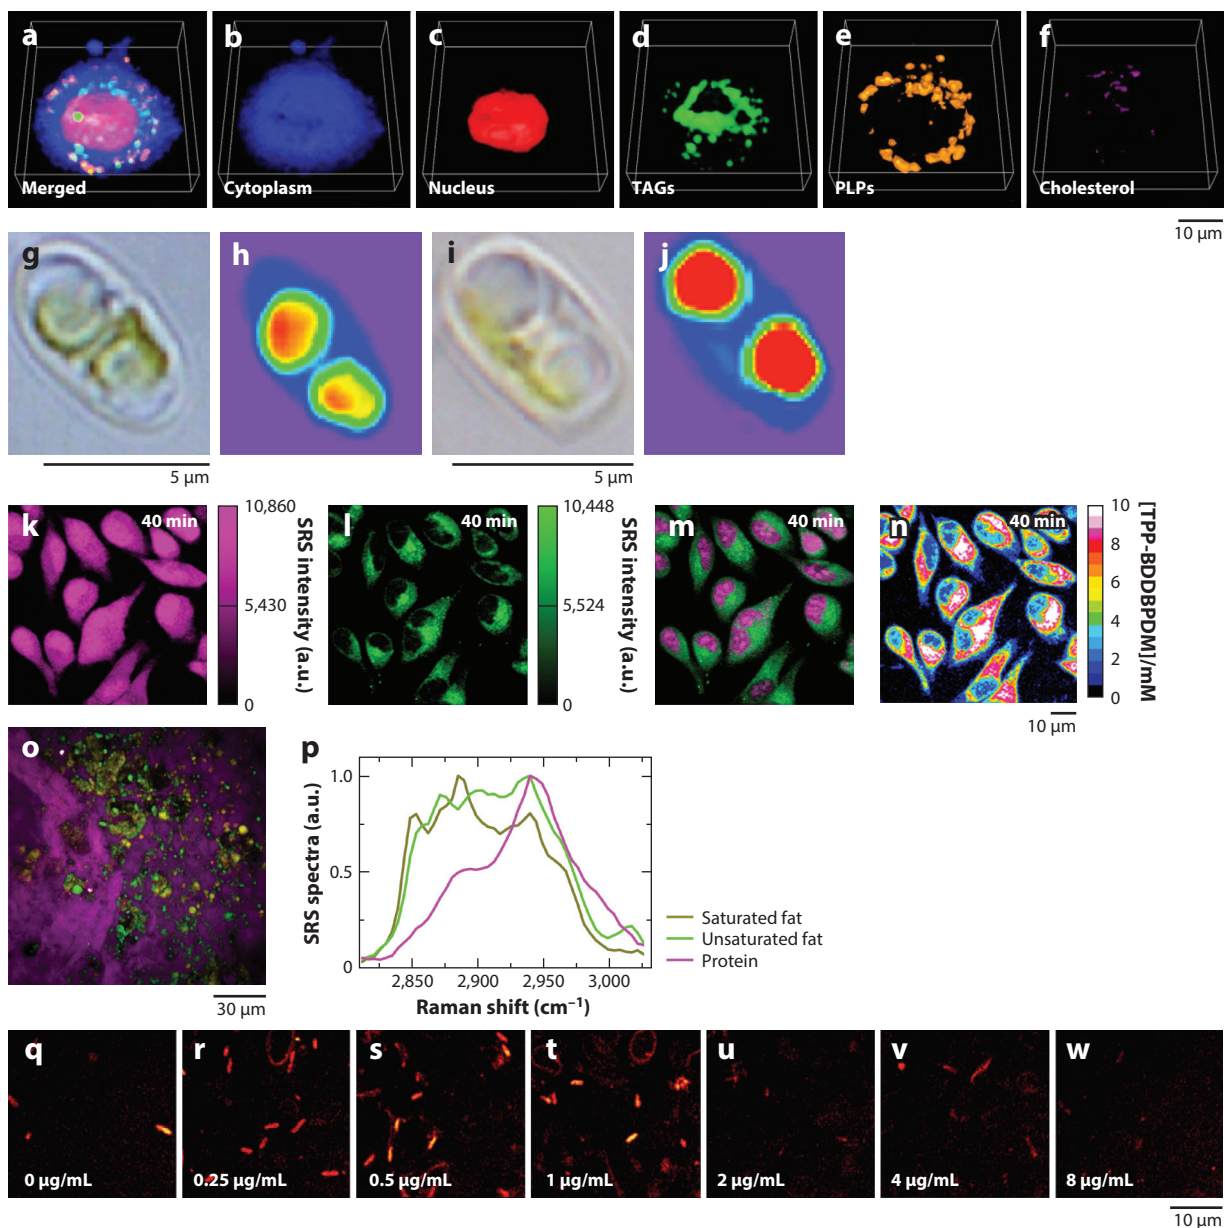 a b c d e f
Merged Cytoplasm Nucleus TAGs PLPs Cholesterol
10 μm
g h i j
5 μm 5 μm
k 40 min 10,860 5,430 0 SRS intensity (a.u.)
l 40 min 10,448 5,524 0 SRS intensity (a.u.)
m 40 min
n 40 min 10 8 6 4 2 0 [TPP-BDDBPDM]/mM
10 μm
o
30 μm
p
SRS spectra (a.u.)
1.0
0.5
0
2,850 2,900 2,950 3,000
Raman shift (cm⁻¹)
Saturated fat
Unsaturated fat
Protein
q r s t u v w
0 μg/mL 0.25 μg/mL 0.5 μg/mL 1 μg/mL 2 μg/mL 4 μg/mL 8 μg/mL
10 μm